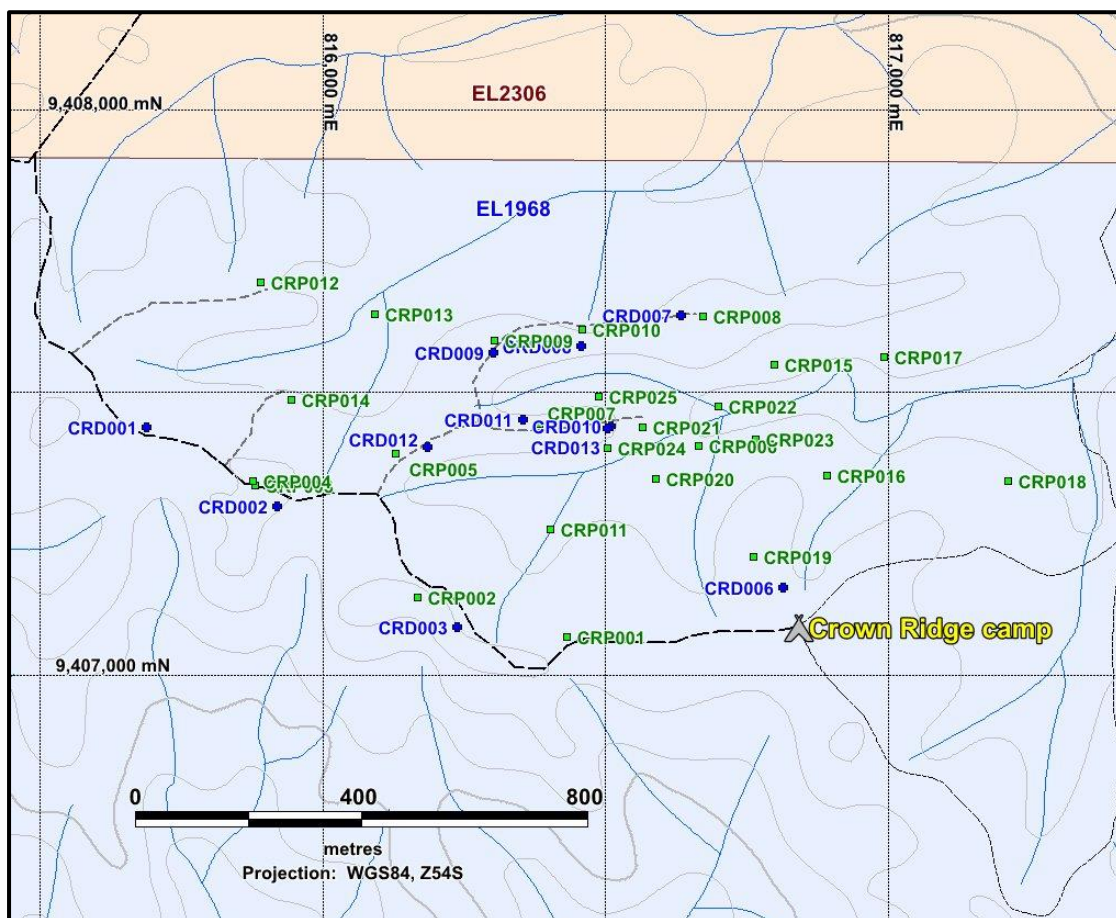 816,000 mE
817,000 mE
EL2306
9,408,000 mN
EL1968
CRP012
CRP013
CRD007
CRP008
CRP010
CRP009
CRD009
CRP017
CRP015
CRP014
CRP025
CRP022
CRP007
CRD011
CRD010
CRP021
CRD001
CRD012
CRD013
CRP024
CRP023
CRP005
CRP020
CRP016
CRP018
CRP004
CRD002
CRP011
CRP019
CRD006
CRP002
CRD003
CRP001
Crown Ridge camp
9,407,000 mN
0 400 800
metres
Projection: WGS84, Z54S